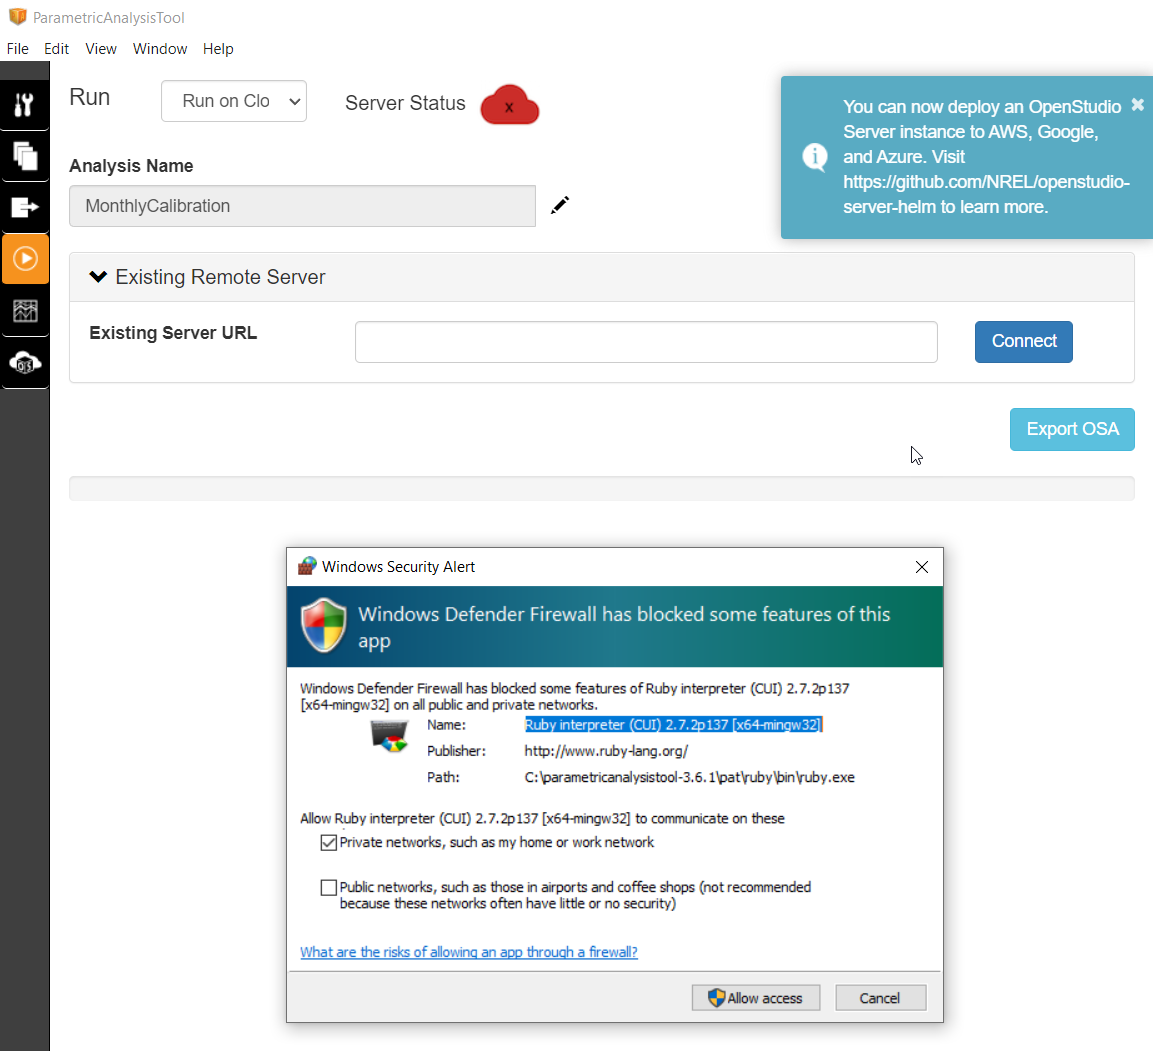 ParametricAnalysisTool
File Edit View Window Help
Run
Run on Clo
Server Status
x
You can now deploy an OpenStudio
Server instance to AWS, Google,
and Azure. Visit
https://github.com/NREL/openstudio-
server-helm to learn more.
Analysis Name
MonthlyCalibration
Existing Remote Server
Existing Server URL
Connect
Export OSA
Windows Security Alert
Windows Defender Firewall has blocked some features of this
app
Windows Defender Firewall has blocked some features of Ruby interpreter (CUI) 2.7.2p137
[x64-mingw32] on all public and private networks.
Name: Ruby interpreter (CUI) 2.7.2p137 [x64-mingw32]
Publisher: http://www.ruby-lang.org/
Path: C:\parametricanalysistool-3.6.1\pat\ruby\bin\ruby.exe
Allow Ruby interpreter (CUI) 2.7.2p137 [x64-mingw32] to communicate on these
Private networks, such as my home or work network
Public networks, such as those in airports and coffee shops (not recommended
because these networks often have little or no security)
What are the risks of allowing an app through a firewall?
Allow access
Cancel